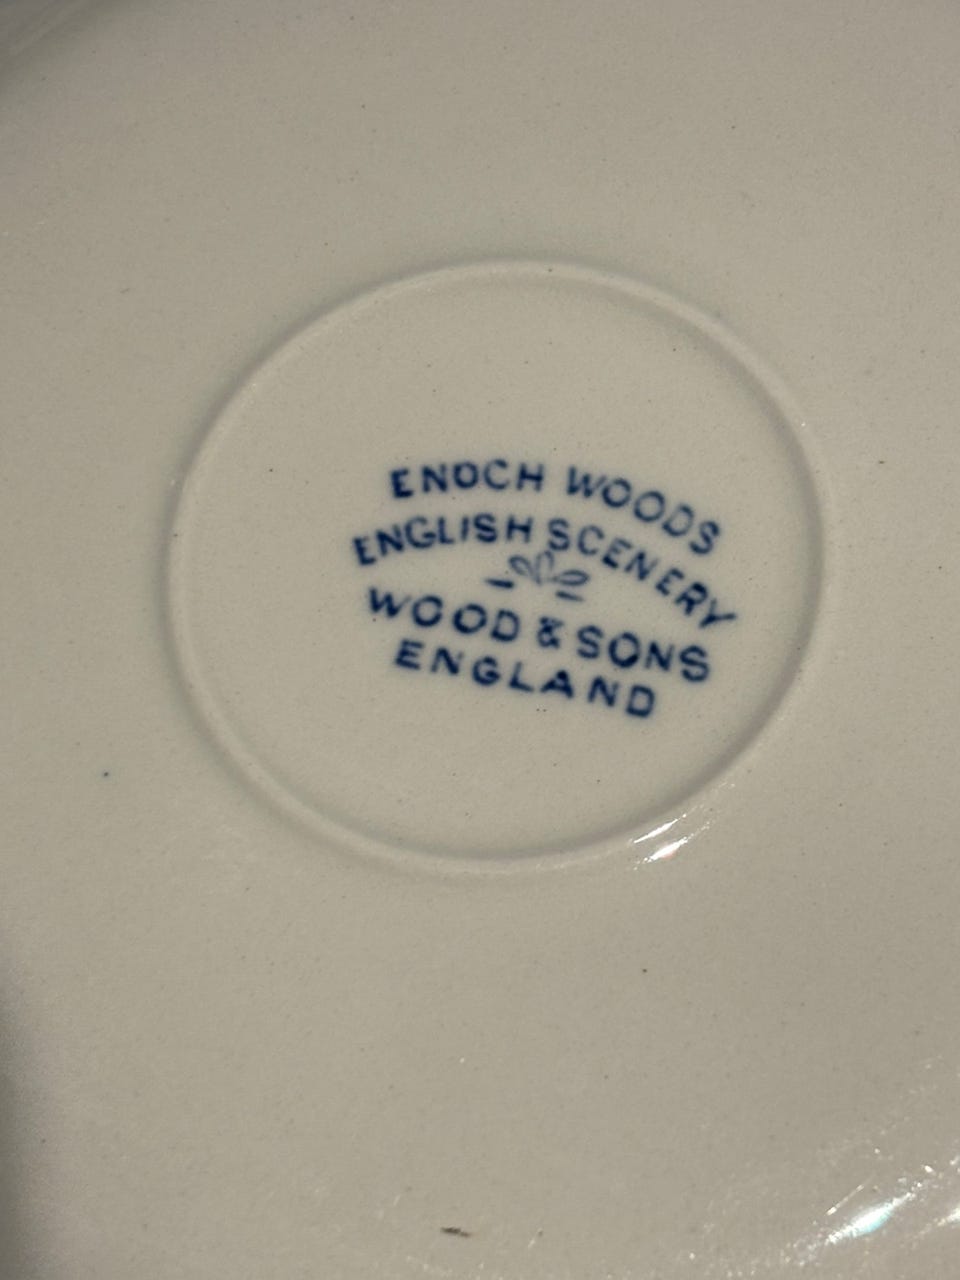 ENOCH WOODS
ENGLISH SCENERY
WOOD & SONS
ENGLAND